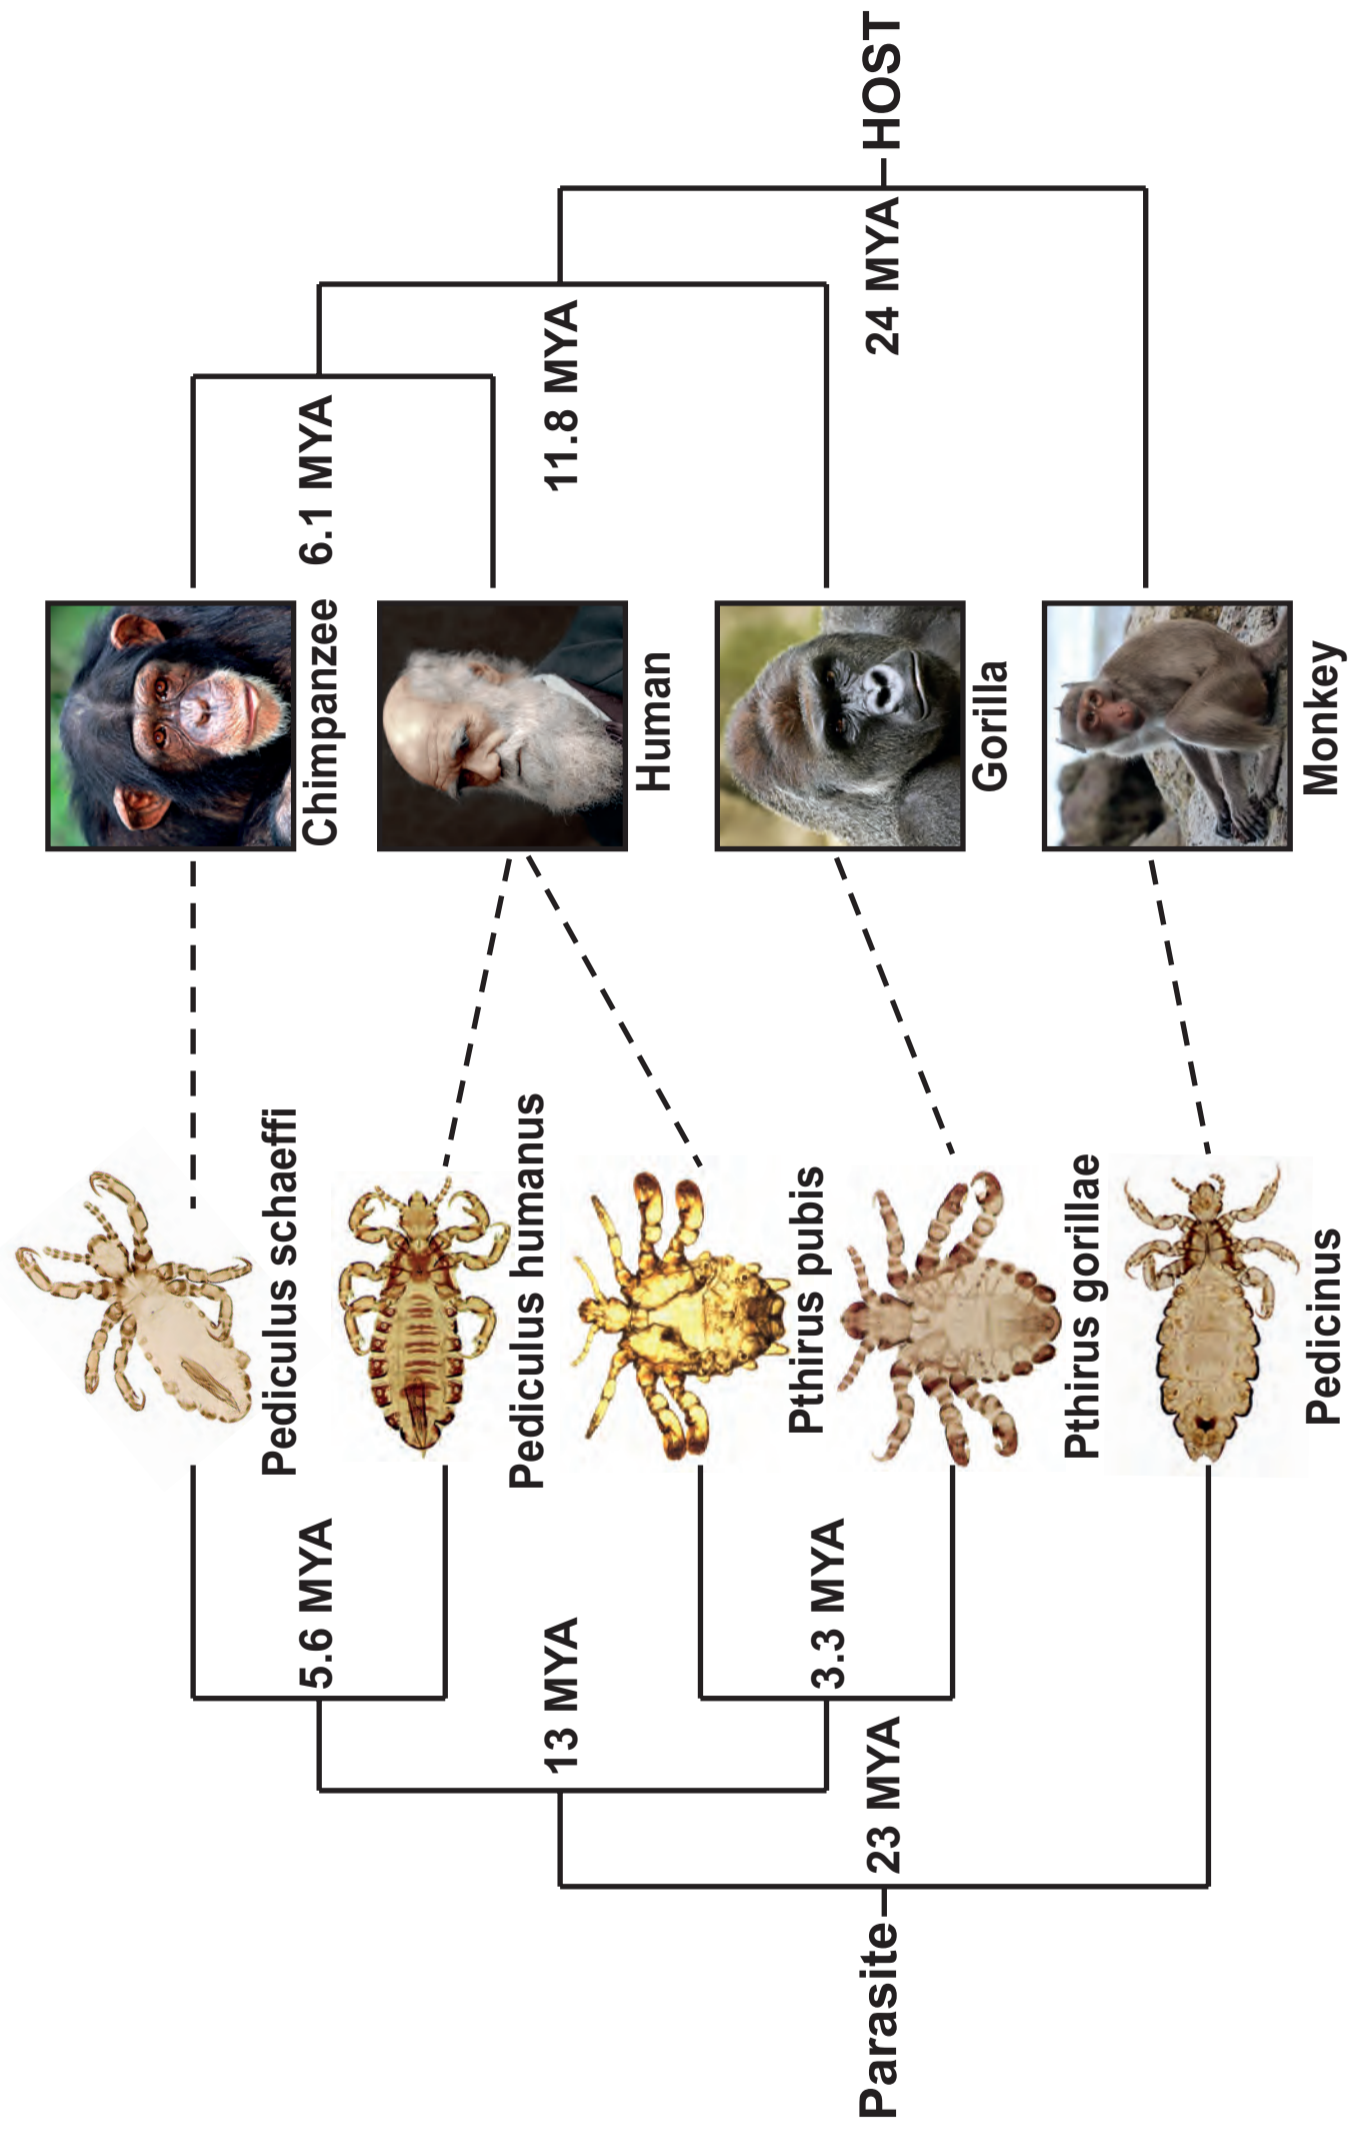 Parasite
23 MYA
13 MYA
5.6 MYA
3.3 MYA
Pediculus schaeffi
Pediculus humanus
Pthirus pubis
Pthirus gorillae
Pedicinus
Chimpanzee
Human
Gorilla
Monkey
6.1 MYA
11.8 MYA
24 MYA
HOST